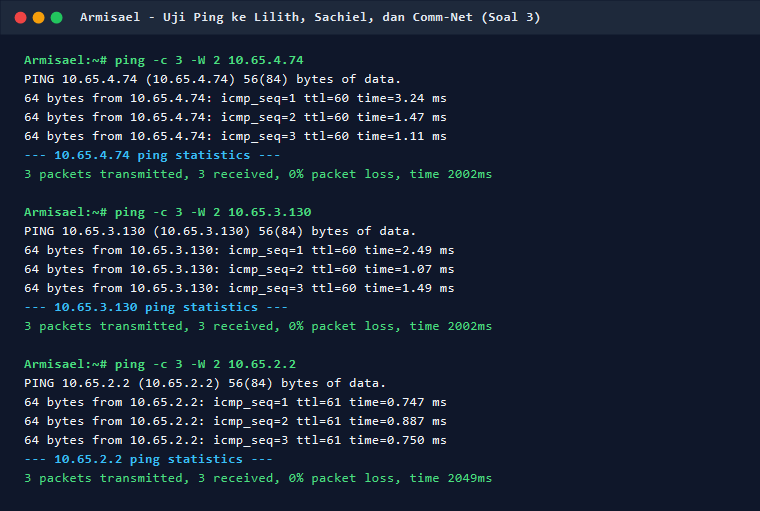 Armisael - Uji Ping ke Lilith, Sachiel, dan Comm-Net (Soal 3)
Armisael:~# ping -c 3 -W 2 10.65.4.74
PING 10.65.4.74 (10.65.4.74) 56(84) bytes of data.
64 bytes from 10.65.4.74: icmp_seq=1 ttl=60 time=3.24 ms
64 bytes from 10.65.4.74: icmp_seq=2 ttl=60 time=1.47 ms
64 bytes from 10.65.4.74: icmp_seq=3 ttl=60 time=1.11 ms
--- 10.65.4.74 ping statistics ---
3 packets transmitted, 3 received, 0% packet loss, time 2002ms
Armisael:~# ping -c 3 -W 2 10.65.3.130
PING 10.65.3.130 (10.65.3.130) 56(84) bytes of data.
64 bytes from 10.65.3.130: icmp_seq=1 ttl=60 time=2.49 ms
64 bytes from 10.65.3.130: icmp_seq=2 ttl=60 time=1.07 ms
64 bytes from 10.65.3.130: icmp_seq=3 ttl=60 time=1.49 ms
--- 10.65.3.130 ping statistics ---
3 packets transmitted, 3 received, 0% packet loss, time 2002ms
Armisael:~# ping -c 3 -W 2 10.65.2.2
PING 10.65.2.2 (10.65.2.2) 56(84) bytes of data.
64 bytes from 10.65.2.2: icmp_seq=1 ttl=61 time=0.747 ms
64 bytes from 10.65.2.2: icmp_seq=2 ttl=61 time=0.887 ms
64 bytes from 10.65.2.2: icmp_seq=3 ttl=61 time=0.750 ms
--- 10.65.2.2 ping statistics ---
3 packets transmitted, 3 received, 0% packet loss, time 2049ms